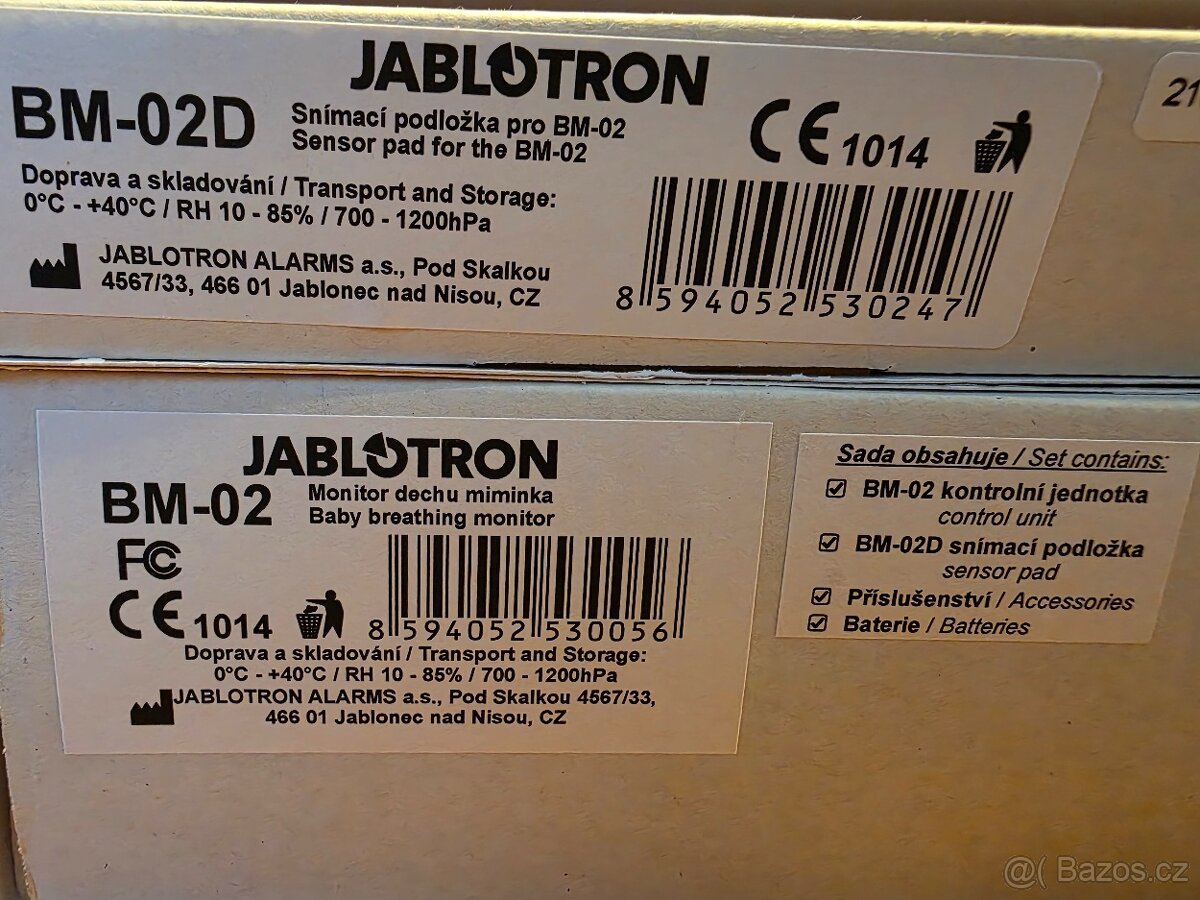 JABLOTRON
BM-02D
Snímací podložka pro BM-02
Sensor pad for the BM-02
CE 1014
21
Doprava a skladování / Transport and Storage:
0°C - +40°C / RH 10 - 85% / 700 - 1200hPa
JABLOTRON ALARMS a.s., Pod Skalkou
4567/33, 466 01 Jablonec nad Nisou, CZ
8 594052 530247
JABLOTRON
BM-02
Monitor dechu miminka
Baby breathing monitor
FC
CE 1014
8 594052 530056
Doprava a skladování / Transport and Storage:
0°C - +40°C / RH 10 - 85% / 700 - 1200hPa
JABLOTRON ALARMS a.s., Pod Skalkou 4567/33,
466 01 Jablonec nad Nisou, CZ
Sada obsahuje / Set contains:
☑ BM-02 kontrolní jednotka
control unit
☑ BM-02D snímací podložka
sensor pad
☑ Příslušenství / Accessories
☑ Baterie / Batteries
@( Bazos.cz